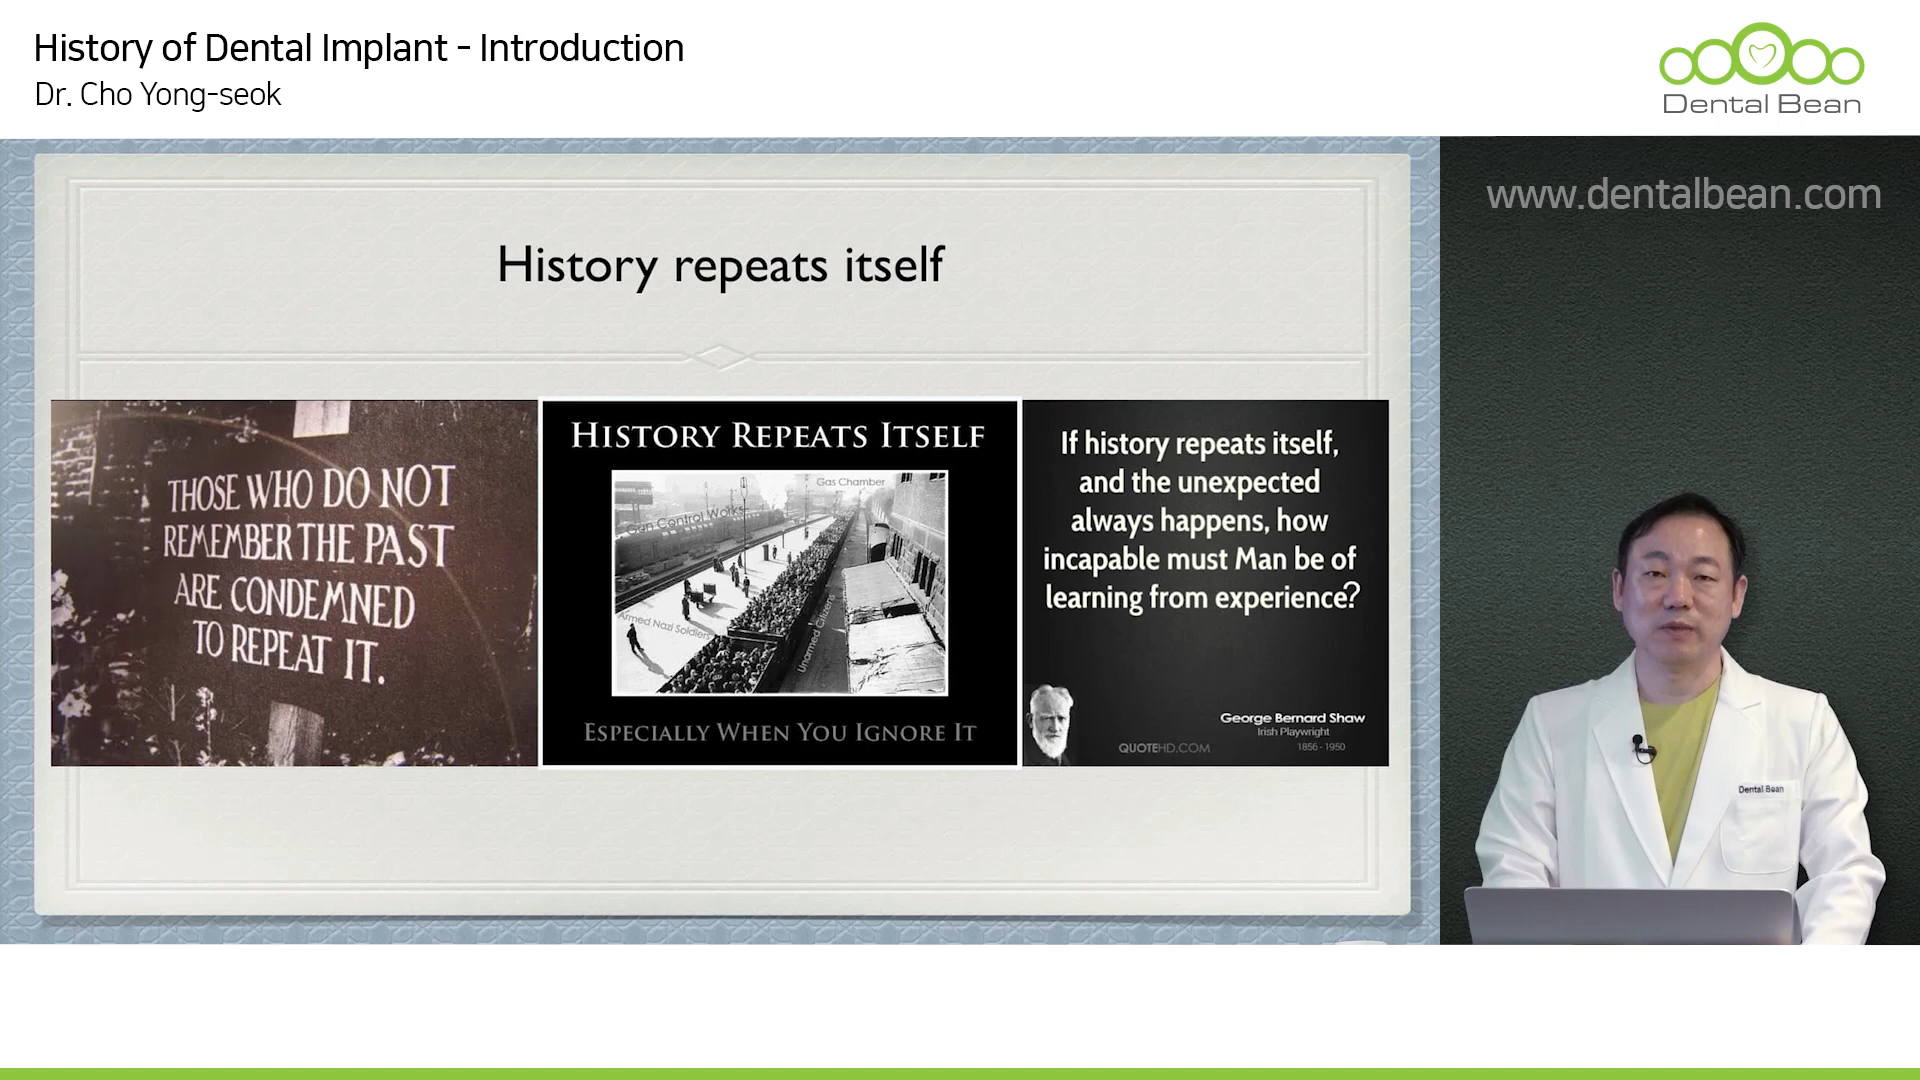 History of Dental Implant - Introduction
Dr. Cho Yong-seok
Dental Bean
www.dentalbean.com
History repeats itself
THOSE WHO DO NOT
REMEMBER THE PAST
ARE CONDEMNED
TO REPEAT IT.
HISTORY REPEATS ITSELF
Gas Chamber
Gun Control Works
Armed Nazi Soldiers
Unarmed Citizens
ESPECIALLY WHEN YOU IGNORE IT
If history repeats itself,
and the unexpected
always happens, how
incapable must Man be of
learning from experience?
George Bernard Shaw
Irish Playwright
1856 - 1950
QUOTEHD.COM
Dental Bean